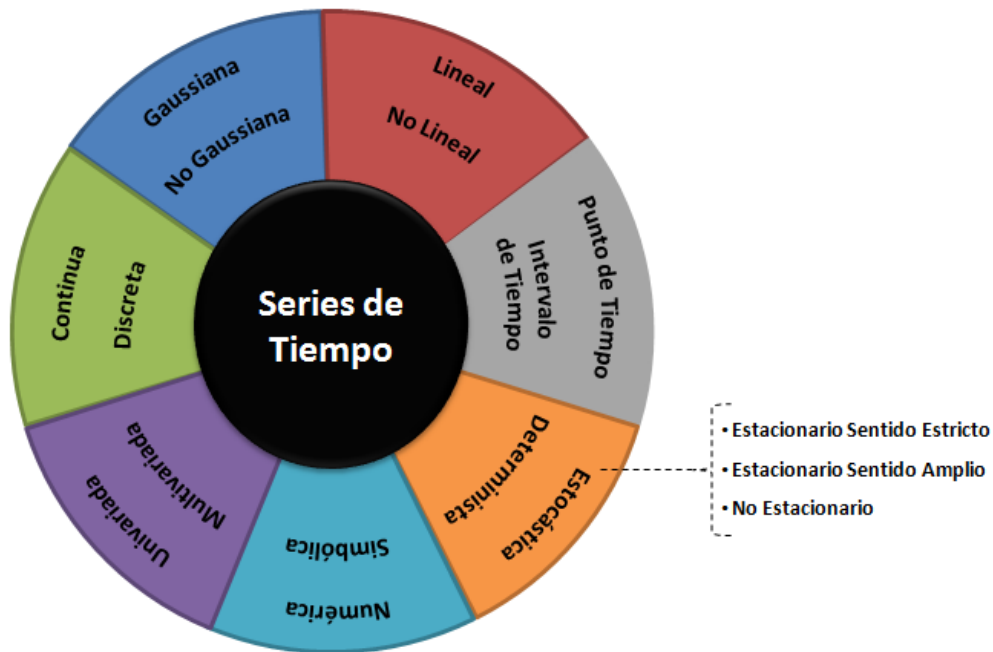 Gaussiana
No Gaussiana
Lineal
No Lineal
Punto de Tiempo
Intervalo
de Tiempo
Estocástica
Determinista
Numérica
Simbólica
Univariada
Multivariada
Continua
Discreta
Series de
Tiempo
• Estacionario Sentido Estricto
• Estacionario Sentido Amplio
• No Estacionario